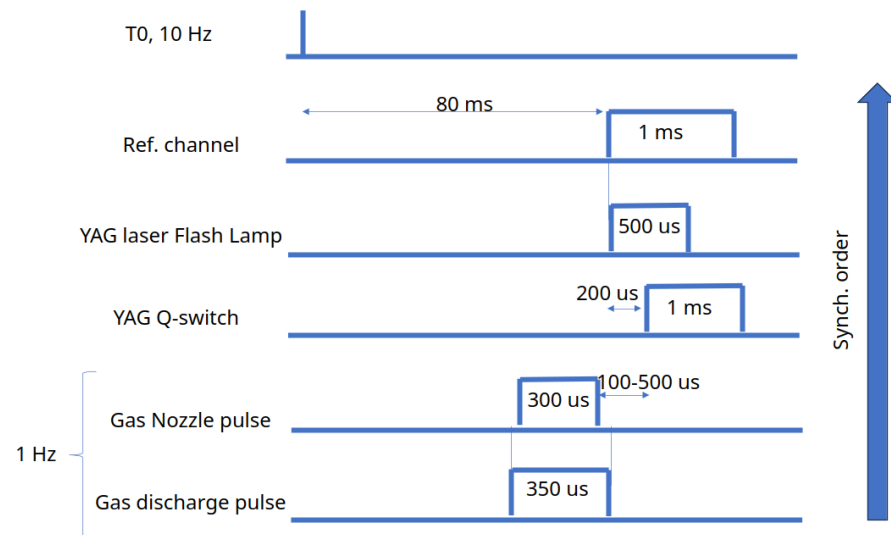 T0, 10 Hz
80 ms
Ref. channel
1 ms
YAG laser Flash Lamp
500 us
200 us
YAG Q-switch
1 ms
100-500 us
Gas Nozzle pulse
300 us
1 Hz
Gas discharge pulse
350 us
Synch. order